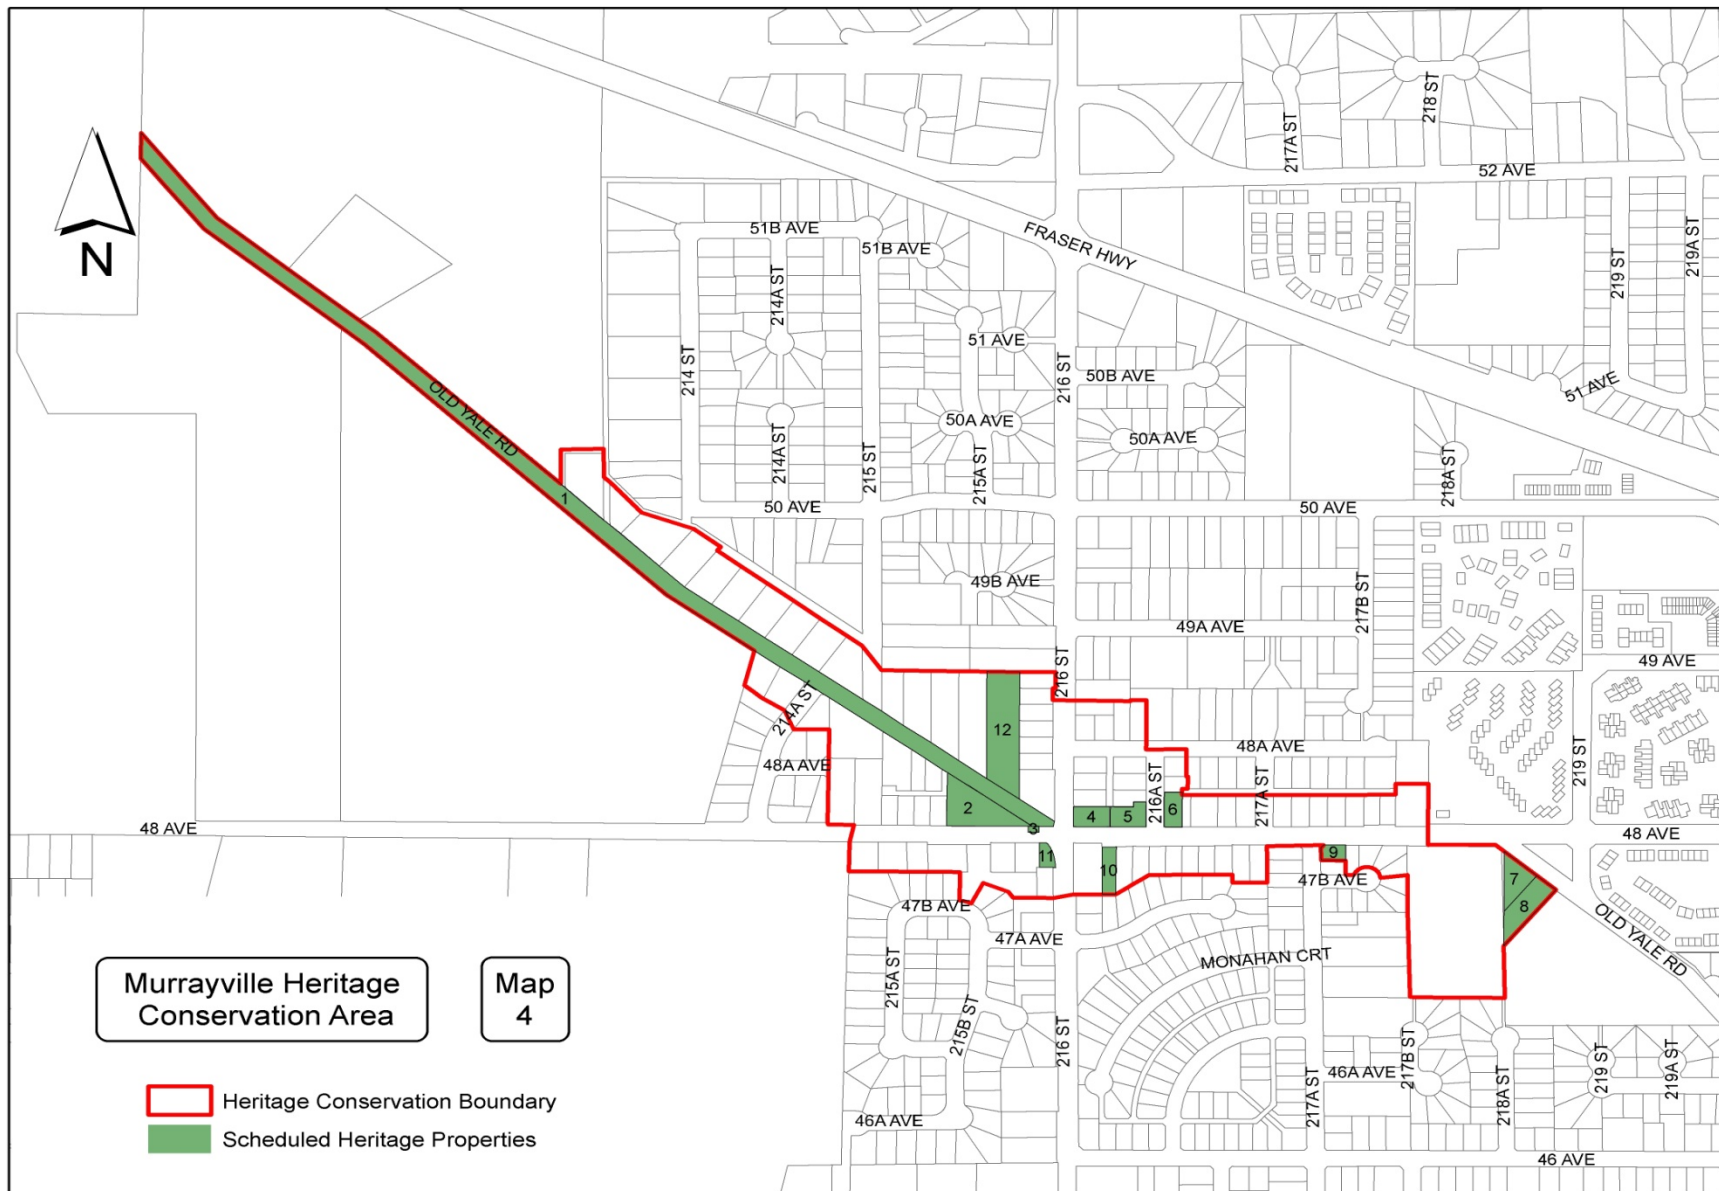 52 AVE
217A ST
218 ST
219 ST
219A ST
FRASER HWY
51B AVE
51B AVE
214A ST
214 ST
51 AVE
216 ST
50B AVE
51 AVE
50A AVE
50A AVE
OLD YALE RD
214A ST
215 ST
215A ST
218A ST
1
50 AVE
50 AVE
49B AVE
217B ST
49A AVE
49 AVE
216 ST
214A ST
12
48A AVE
48A AVE
216A ST
217A ST
219 ST
2
3
4
5
6
48 AVE
48 AVE
11
10
9
47B AVE
7
8
47B AVE
47A AVE
OLD YALE RD
MONAHAN CRT
215A ST
215B ST
216 ST
217A ST
217B ST
46A AVE
218A ST
219 ST
219A ST
46A AVE
46 AVE
N
Murrayville Heritage
Conservation Area
Map
4
Heritage Conservation Boundary
Scheduled Heritage Properties